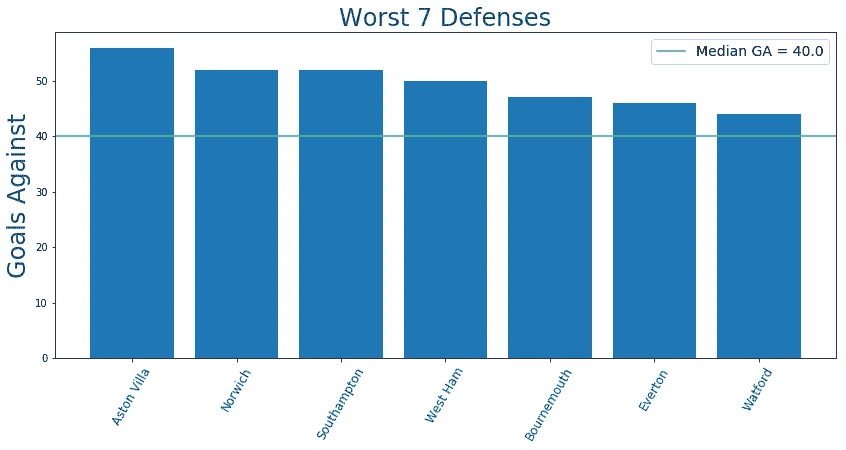 Worst 7 Defenses
Median GA = 40.0
Goals Against
50
40
30
20
10
0
Aston Villa
Norwich
Southampton
West Ham
Bournemouth
Everton
Watford